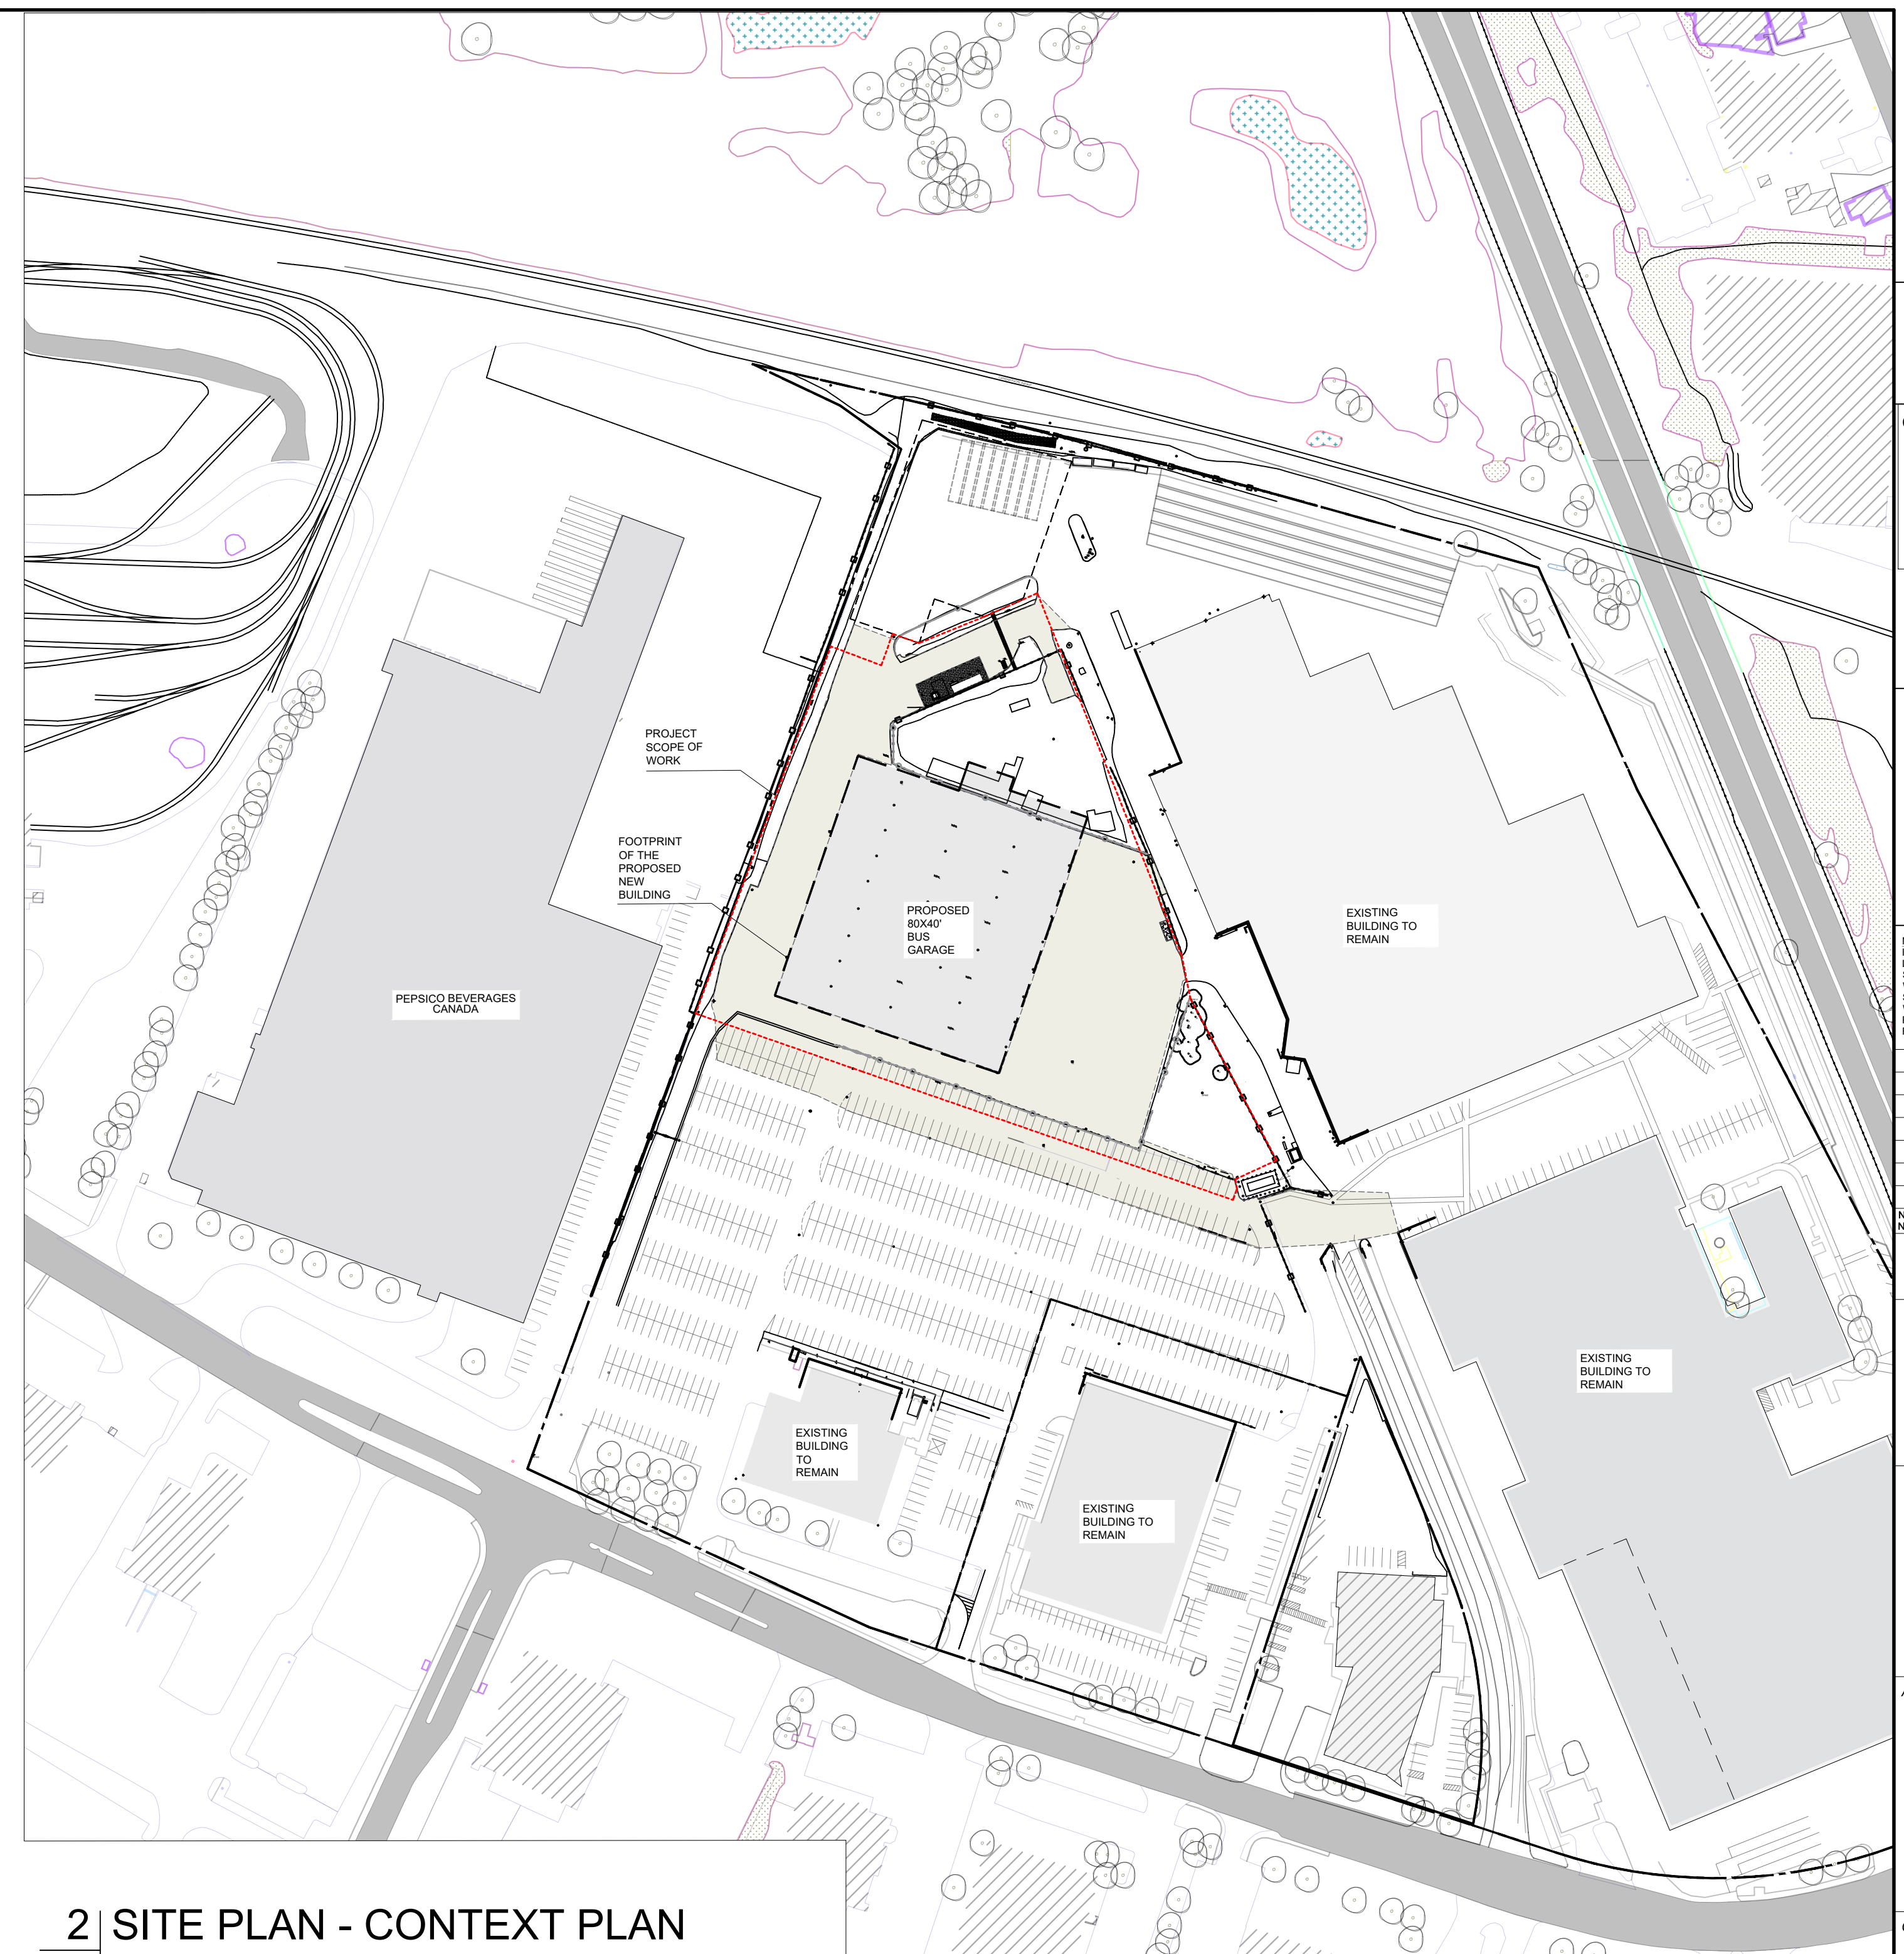 PROJECT
SCOPE OF
WORK
FOOTPRINT
OF THE
PROPOSED
NEW
BUILDING
PROPOSED
80X40'
BUS
GARAGE
EXISTING
BUILDING TO
REMAIN
PEPSICO BEVERAGES
CANADA
EXISTING
BUILDING TO
REMAIN
EXISTING
BUILDING
TO
REMAIN
EXISTING
BUILDING TO
REMAIN
2 SITE PLAN - CONTEXT PLAN